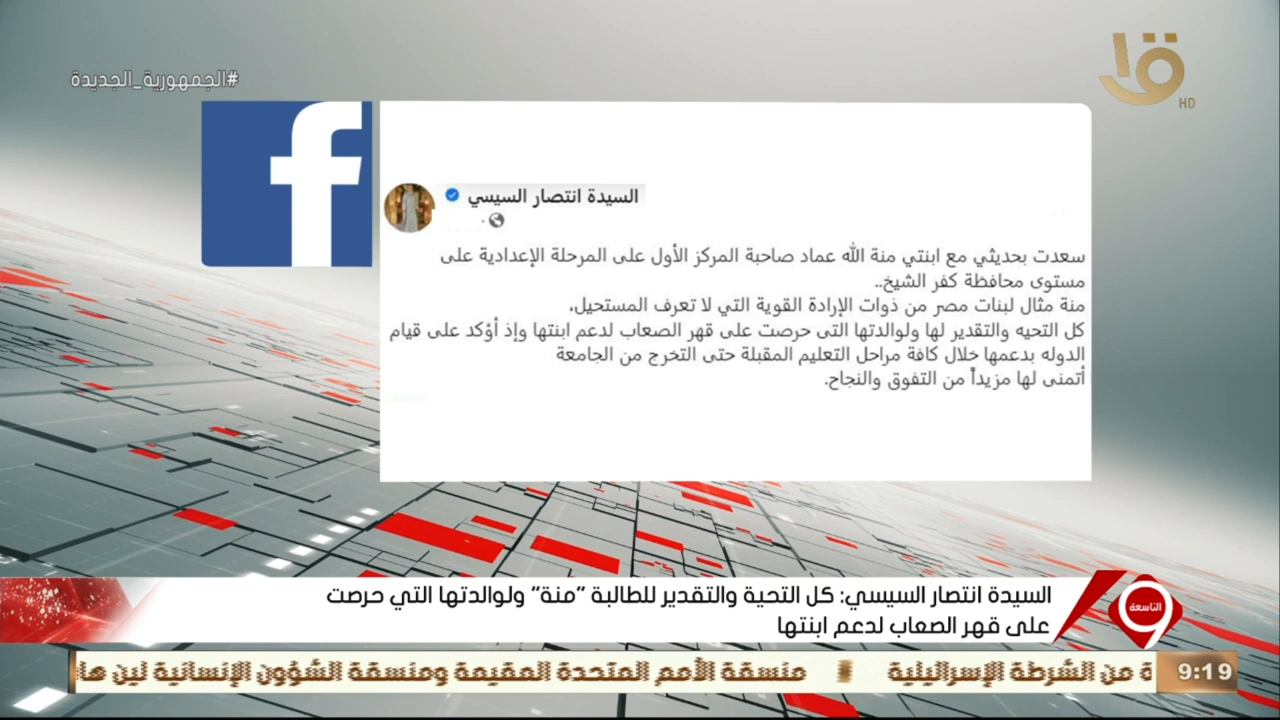 #الجمهورية_الجديدة
HD
السيدة انتصار السيسي
سعدت بحديثي مع ابنتي منة الله عماد صاحبة المركز الأول على المرحلة الإعدادية على
مستوى محافظة كفر الشيخ..
منة مثال لبنات مصر من ذوات الإرادة القوية التي لا تعرف المستحيل،
كل التحيه والتقدير لها ولوالدتها التى حرصت على قهر الصعاب لدعم ابنتها وإذ أؤكد على قيام
الدوله بدعمها خلال كافة مراحل التعليم المقبلة حتى التخرج من الجامعة
أتمنى لها مزيداً من التفوق والنجاح.
التاسعة
السيدة انتصار السيسي: كل التحية والتقدير للطالبة "منة" ولوالدتها التي حرصت
على قهر الصعاب لدعم ابنتها
9:19
ة من الشرطة الإسرائيلية
منسقة الأمم المتحدة المقيمة ومنسقة الشؤون الإنسانية لين ها